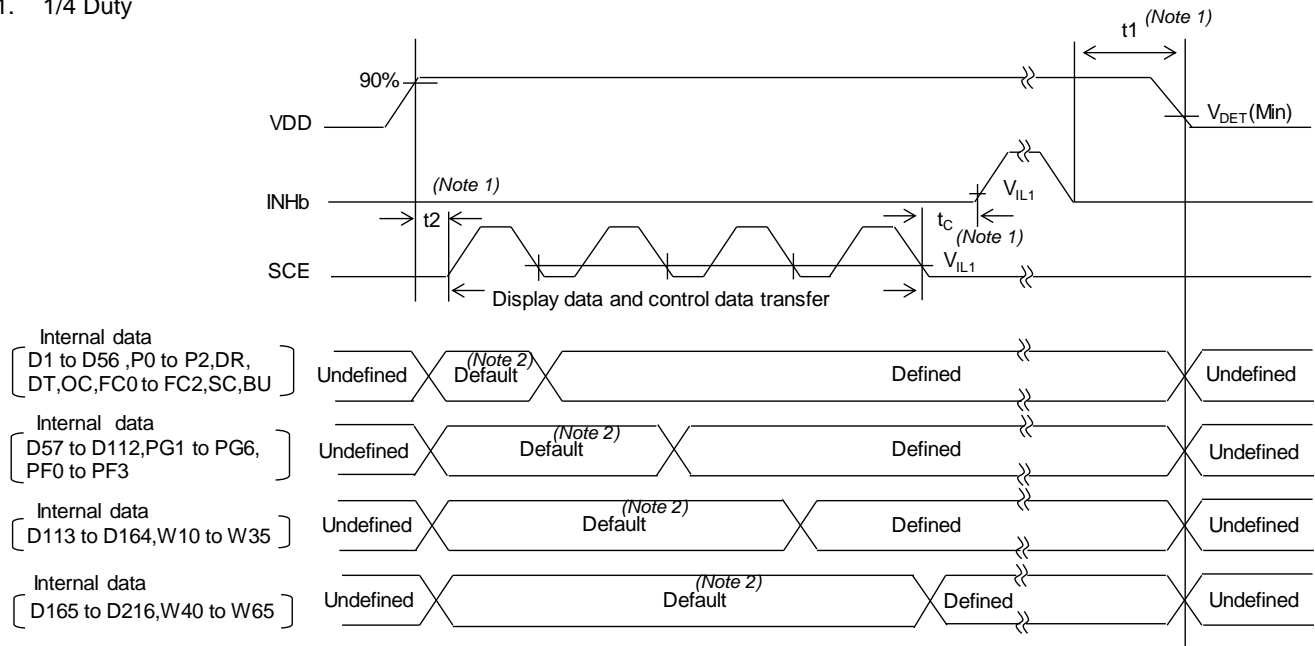 1. 1/4 Duty
t1 (Note 1)
90%
VDD
VDET(Min)
INHb
(Note 1)
VIL1
t2
tC
(Note 1)
SCE
VIL1
Display data and control data transfer
Internal data
D1 to D56 ,P0 to P2,DR,
DT,OC,FC0 to FC2,SC,BU
Undefined
(Note 2)
Default
Defined
Undefined
Internal data
D57 to D112,PG1 to PG6,
PF0 to PF3
Undefined
(Note 2)
Default
Defined
Undefined
Internal data
D113 to D164,W10 to W35
Undefined
(Note 2)
Default
Defined
Undefined
Internal data
D165 to D216,W40 to W65
Undefined
(Note 2)
Default
Defined
Undefined